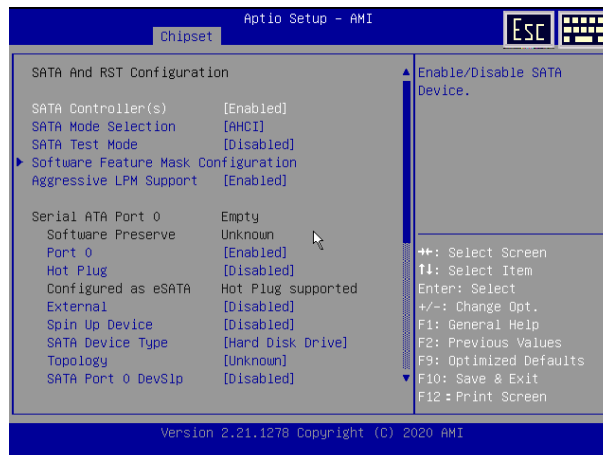 Aptio Setup - AMI
Chipset
Esc
SATA And RST Configuration
SATA Controller(s) [Enabled]
SATA Mode Selection [AHCI]
SATA Test Mode [Disabled]
Software Feature Mask Configuration
Aggressive LPM Support [Enabled]
Serial ATA Port 0 Empty
Software Preserve Unknown
Port 0 [Enabled]
Hot Plug [Disabled]
Configured as eSATA Hot Plug supported
External [Disabled]
Spin Up Device [Disabled]
SATA Device Type [Hard Disk Drive]
Topology [Unknown]
SATA Port 0 DevSlp [Disabled]
Enable/Disable SATA
Device.
→←: Select Screen
↑↓: Select Item
Enter: Select
+/-: Change Opt.
F1: General Help
F2: Previous Values
F9: Optimized Defaults
F10: Save & Exit
F12 : Print Screen
Version 2.21.1278 Copyright (C) 2020 AMI